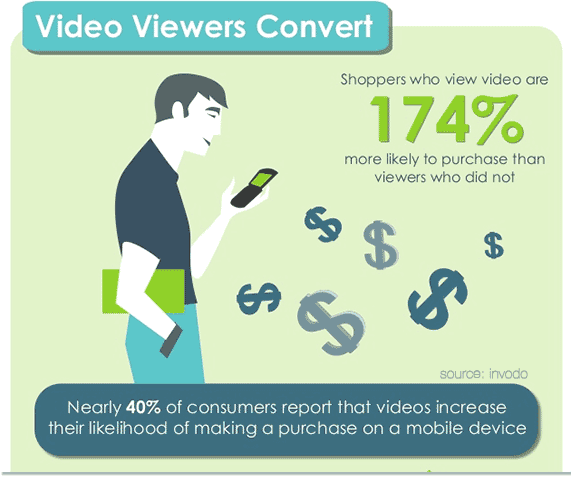 Video Viewers Convert
Shoppers who view video are
174%
more likely to purchase than
viewers who did not
$
$
$
$
$
$
source: invodo
Nearly 40% of consumers report that videos increase
their likelihood of making a purchase on a mobile device